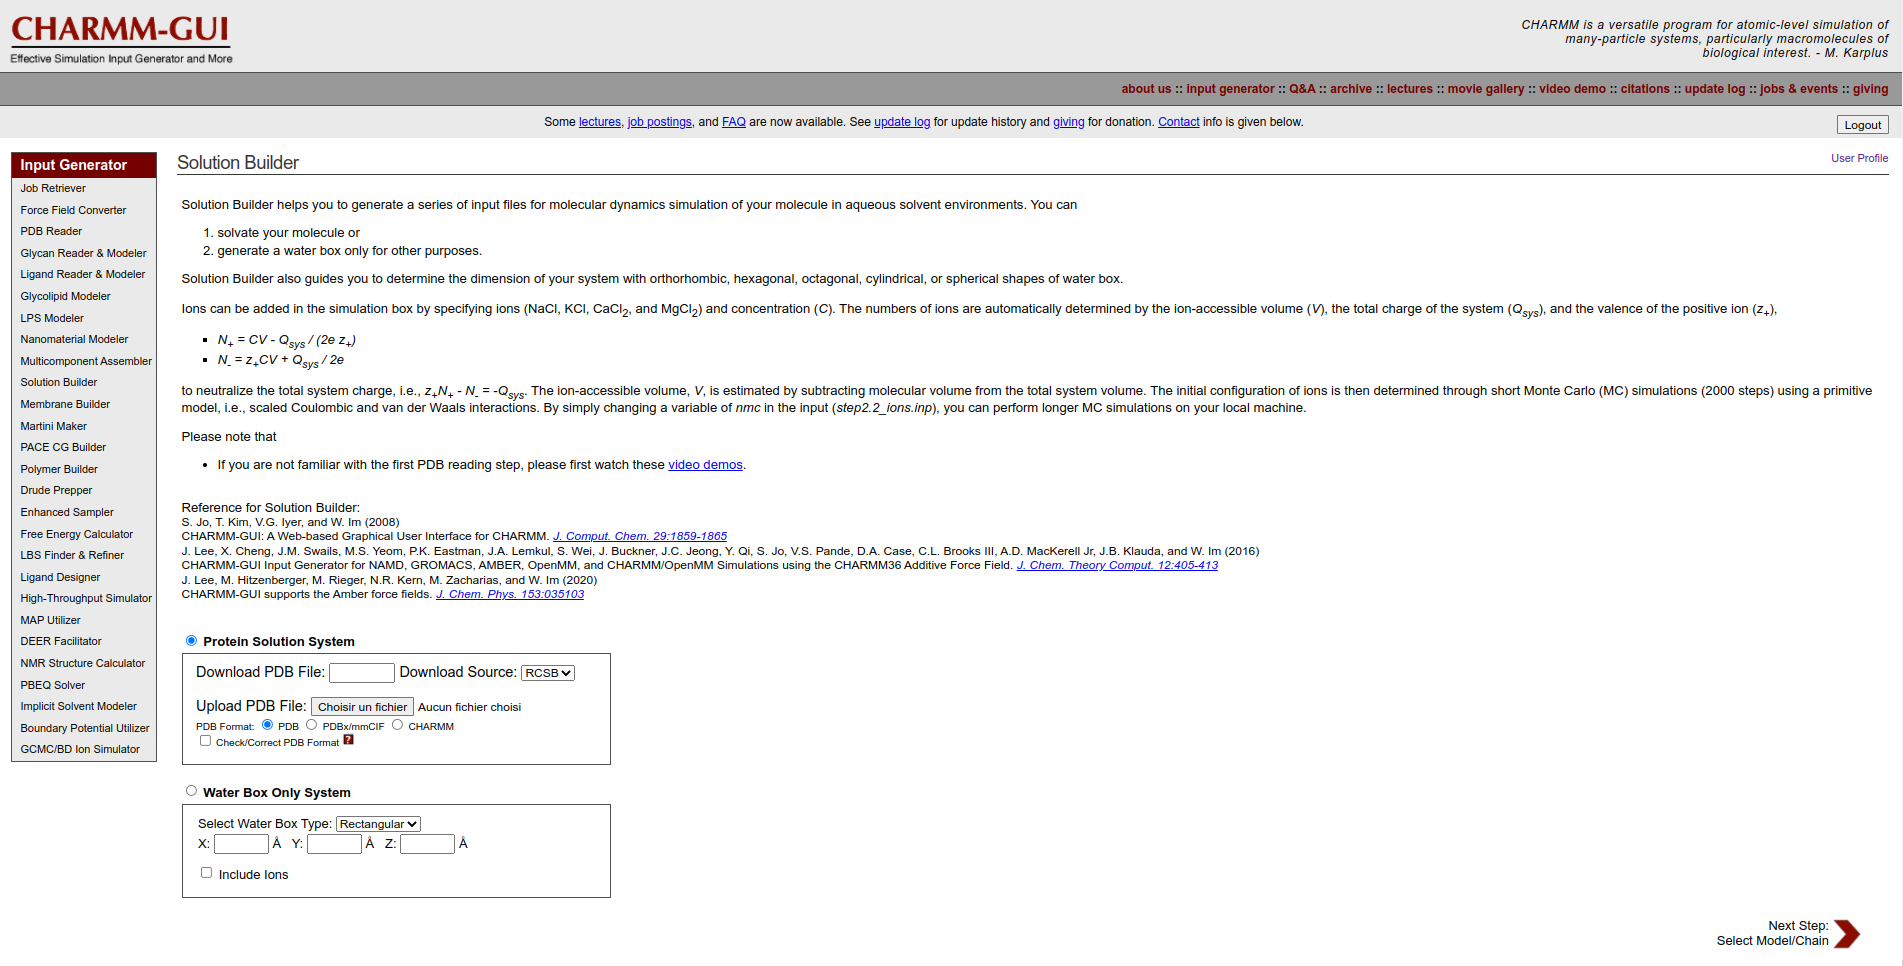 CHARMM-GUI
Effective Simulation Input Generator and More
CHARMM is a versatile program for atomic-level simulation of
many-particle systems, particularly macromolecules of
biological interest. - M. Karplus
about us :: input generator :: Q&A :: archive :: lectures :: movie gallery :: video demo :: citations :: update log :: jobs & events :: giving
Some lectures, job postings, and FAQ are now available. See update log for update history and giving for donation. Contact info is given below.
Logout
Input Generator
Job Retriever
Force Field Converter
PDB Reader
Glycan Reader & Modeler
Ligand Reader & Modeler
Glycolipid Modeler
LPS Modeler
Nanomaterial Modeler
Multicomponent Assembler
Solution Builder
Membrane Builder
Martini Maker
PACE CG Builder
Polymer Builder
Drude Prepper
Enhanced Sampler
Free Energy Calculator
LBS Finder & Refiner
Ligand Designer
High-Throughput Simulator
MAP Utilizer
DEER Facilitator
NMR Structure Calculator
PBEQ Solver
Implicit Solvent Modeler
Boundary Potential Utilizer
GCMC/BD Ion Simulator
Solution Builder
User Profile
Solution Builder helps you to generate a series of input files for molecular dynamics simulation of your molecule in aqueous solvent environments. You can
1. solvate your molecule or
2. generate a water box only for other purposes.
Solution Builder also guides you to determine the dimension of your system with orthorhombic, hexagonal, octagonal, cylindrical, or spherical shapes of water box.
Ions can be added in the simulation box by specifying ions (NaCl, KCl, CaCl2, and MgCl2) and concentration (C). The numbers of ions are automatically determined by the ion-accessible volume (V), the total charge of the system (Qsys), and the valence of the positive ion (z+),
▪ N+ = CV - Qsys / (2e z+)
▪ N- = z+CV + Qsys / 2e
to neutralize the total system charge, i.e., z+N+ - N- = -Qsys. The ion-accessible volume, V, is estimated by subtracting molecular volume from the total system volume. The initial configuration of ions is then determined through short Monte Carlo (MC) simulations (2000 steps) using a primitive
model, i.e., scaled Coulombic and van der Waals interactions. By simply changing a variable of nmc in the input (step2.2_ions.inp), you can perform longer MC simulations on your local machine.
Please note that
• If you are not familiar with the first PDB reading step, please first watch these video demos.
Reference for Solution Builder:
S. Jo, T. Kim, V.G. Iyer, and W. Im (2008)
CHARMM-GUI: A Web-based Graphical User Interface for CHARMM. J. Comput. Chem. 29:1859-1865
J. Lee, X. Cheng, J.M. Swails, M.S. Yeom, P.K. Eastman, J.A. Lemkul, S. Wei, J. Buckner, J.C. Jeong, Y. Qi, S. Jo, V.S. Pande, D.A. Case, C.L. Brooks III, A.D. MacKerell Jr, J.B. Klauda, and W. Im (2016)
CHARMM-GUI Input Generator for NAMD, GROMACS, AMBER, OpenMM, and CHARMM/OpenMM Simulations using the CHARMM36 Additive Force Field. J. Chem. Theory Comput. 12:405-413
J. Lee, M. Hitzenberger, M. Rieger, N.R. Kern, M. Zacharias, and W. Im (2020)
CHARMM-GUI supports the Amber force fields. J. Chem. Phys. 153:035103
Protein Solution System
Download PDB File: Download Source: RCSB
Upload PDB File: Choisir un fichier Aucun fichier choisi
PDB Format: PDB PDBx/mmCIF CHARMM
Check/Correct PDB Format ?
Water Box Only System
Select Water Box Type: Rectangular
X: Å Y: Å Z: Å
Include Ions
Next Step:
Select Model/Chain